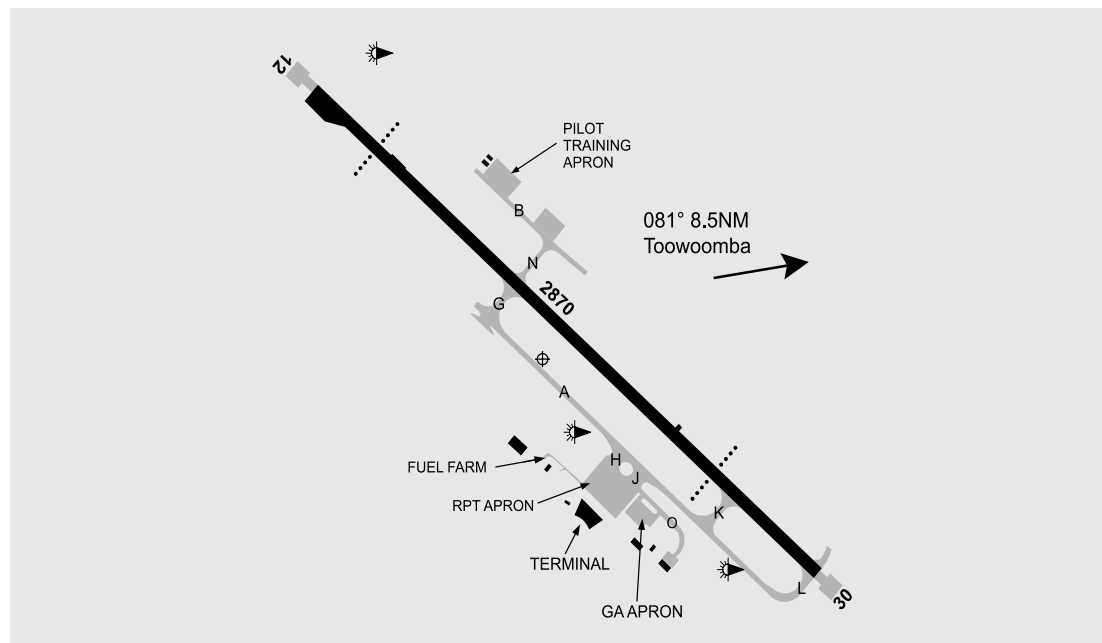 12
PILOT
TRAINING
APRON
B
081° 8.5NM
Toowoomba
N
2870
G
A
H
FUEL FARM
J
RPT APRON
K
O
TERMINAL
L
30
GA APRON